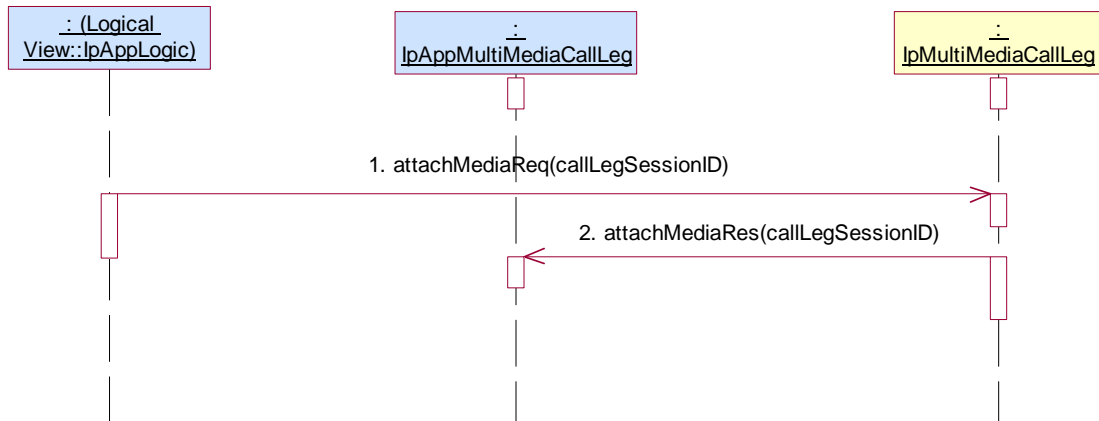 : (Logical
View::IpAppLogic)
:
IpAppMultiMediaCallLeg
:
IpMultiMediaCallLeg
1. attachMediaReq(callLegSessionID)
2. attachMediaRes(callLegSessionID)